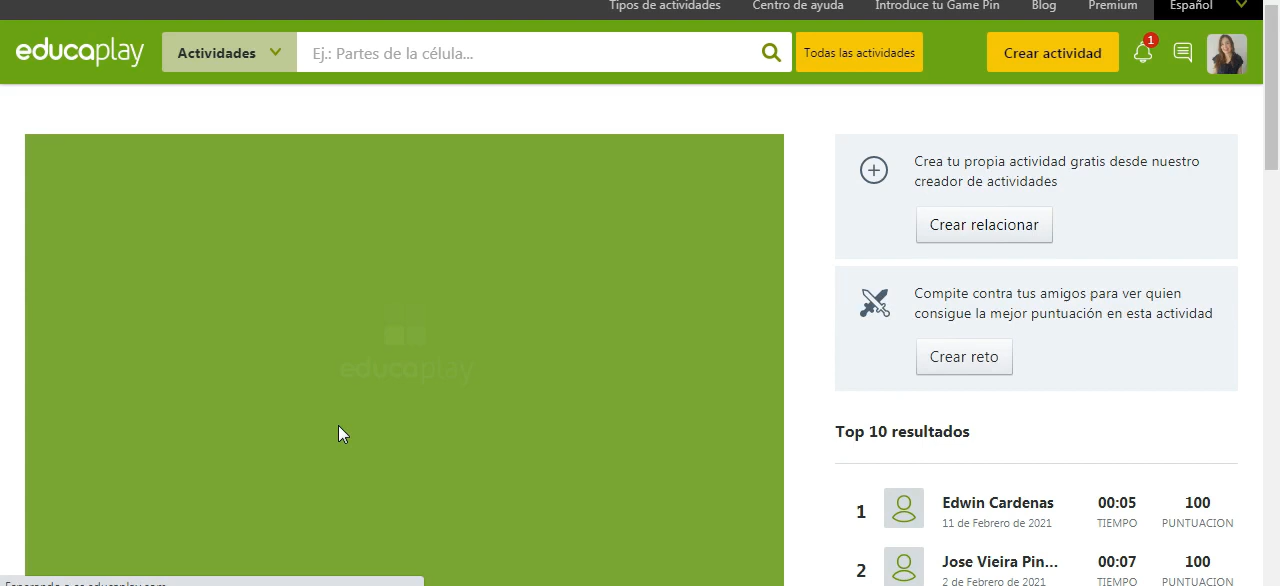 Tipos de actividades Centro de ayuda Introduce tu Game Pin Blog Premium Español
educaplay Actividades Ej.: Partes de la célula... Todas las actividades Crear actividad 1
Crea tu propia actividad gratis desde nuestro
creador de actividades
Crear relacionar
Compite contra tus amigos para ver quien
consigue la mejor puntuación en esta actividad
Crear reto
educaplay
Top 10 resultados
1 Edwin Cardenas 00:05 100
11 de Febrero de 2021 TIEMPO PUNTUACION
2 Jose Vieira Pin... 00:07 100
2 de Febrero de 2021 TIEMPO PUNTUACION